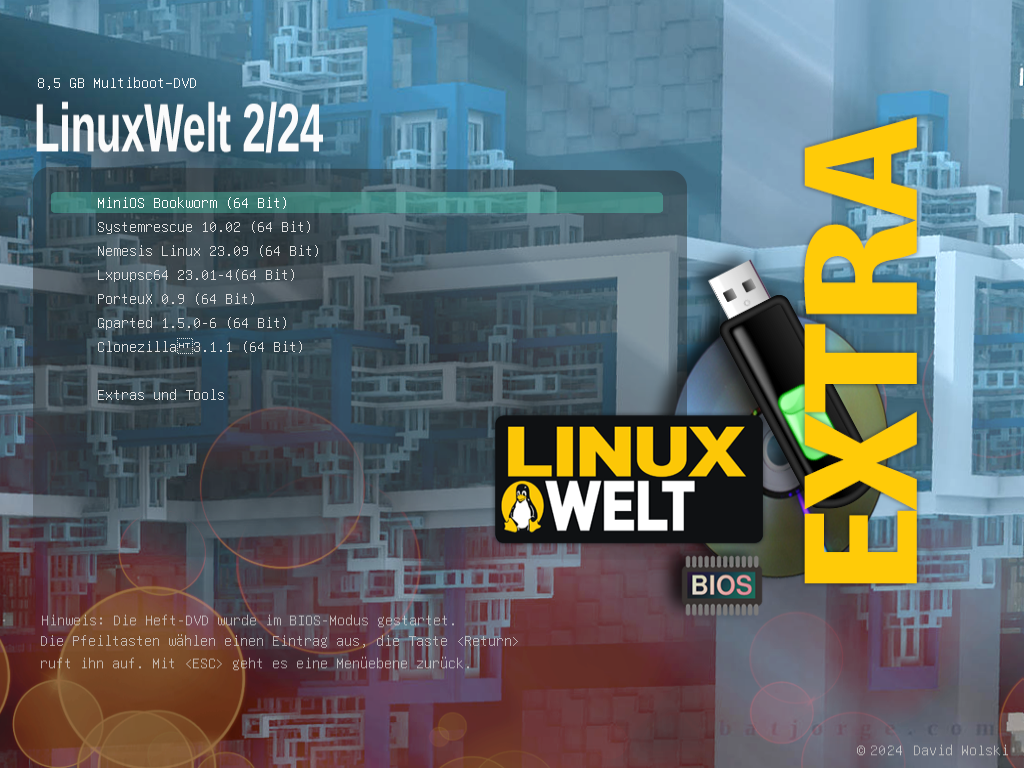 8,5 GB Multiboot-DVD
LinuxWelt 2/24
MiniOS Bookworm (64 Bit)
Systemrescue 10.02 (64 Bit)
Nemesis Linux 23.09 (64 Bit)
Lxpupsc64 23.01-4(64 Bit)
PorteuX 0.9 (64 Bit)
Gparted 1.5.0-6 (64 Bit)
Clonezilla 3.1.1 (64 Bit)
Extras und Tools
EXTRA
LINUX
WELT
BIOS
Hinweis: Die Heft-DVD wurde im BIOS-Modus gestartet.
Die Pfeiltasten wählen einen Eintrag aus, die Taste <Return>
ruft ihn auf. Mit <ESC> geht es eine Menüebene zurück.
batjorge.com
© 2024 David Wolski